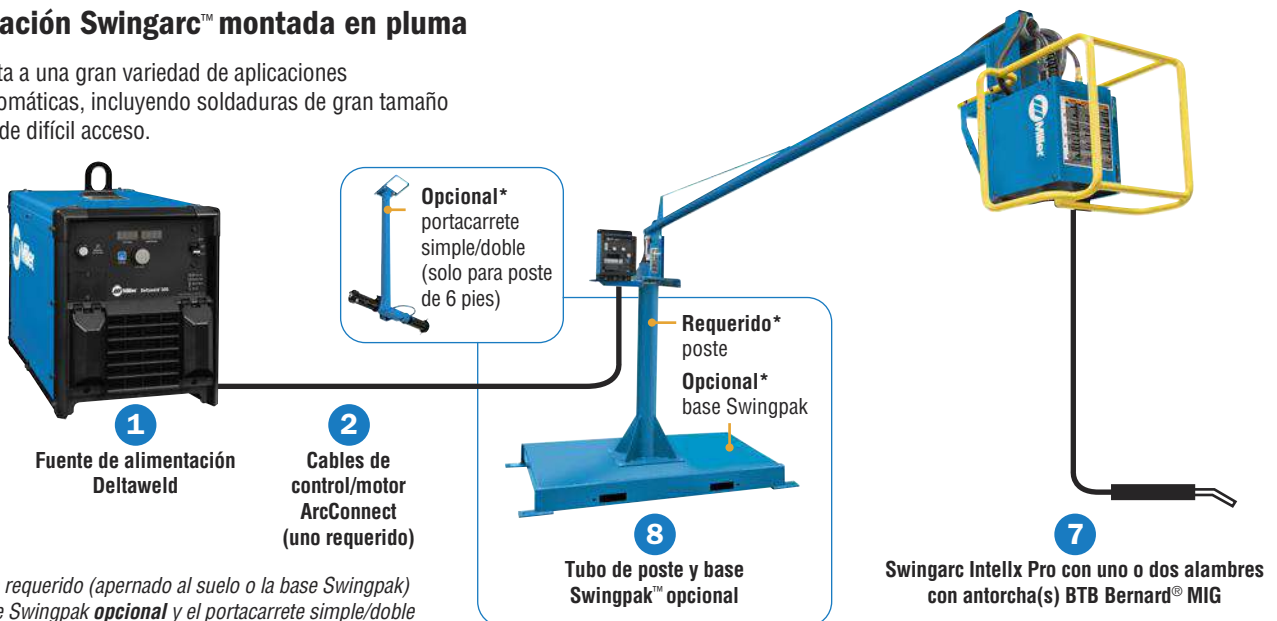 ación Swingarc™ montada en pluma
ta a una gran variedad de aplicaciones
omáticas, incluyendo soldaduras de gran tamaño
de difícil acceso.
Opcional*
portacarrete
simple/doble
(solo para poste
de 6 pies)
Requerido*
poste
Opcional*
base Swingpak
Miller
Miller
Miller
1
Fuente de alimentación
Deltaweld
2
Cables de
control/motor
ArcConnect
(uno requerido)
8
Tubo de poste y base
Swingpak™ opcional
7
Swingarc Intellx Pro con uno o dos alambres
con antorcha(s) BTB Bernard® MIG
requerido (apernado al suelo o la base Swingpak)
e Swingpak opcional y el portacarrete simple/doble